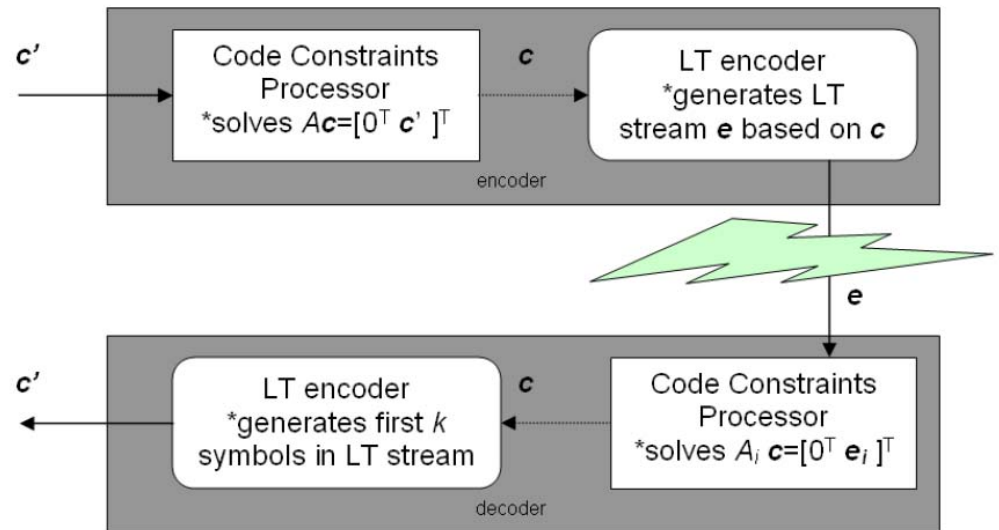 c'
Code Constraints
Processor
*solves Ac=[0ᵀ c' ]ᵀ
c
LT encoder
*generates LT
stream e based on c
encoder
e
c'
LT encoder
*generates first k
symbols in LT stream
c
Code Constraints
Processor
*solves Aᵢ c=[0ᵀ eᵢ ]ᵀ
decoder